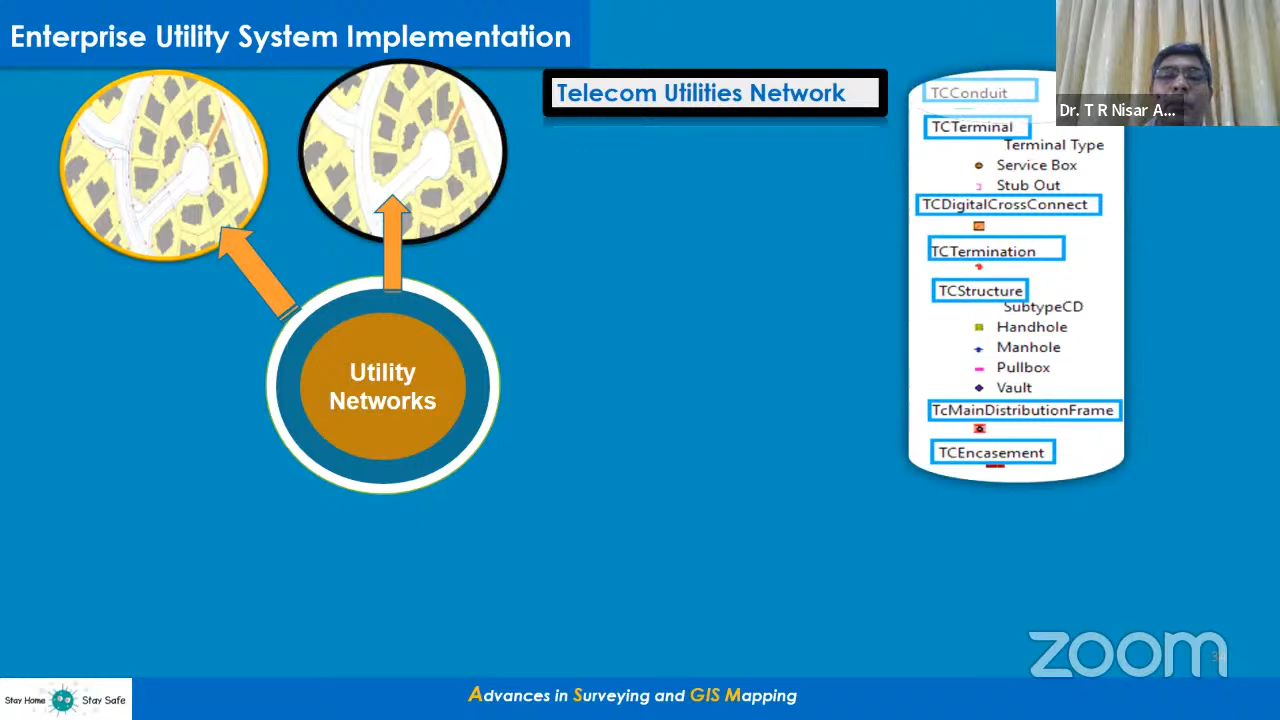 Enterprise Utility System Implementation
Telecom Utilities Network
Dr. T R Nisar A...
TCConduit
TCTerminal
Terminal Type
Service Box
Stub Out
TCDigitalCrossConnect
TCTermination
TCStructure
SubtypeCD
Handhole
Manhole
Pullbox
Vault
TcMainDistributionFrame
TCEncasement
Utility
Networks
zoom
Stay Home
Stay Safe
Advances in Surveying and GIS Mapping